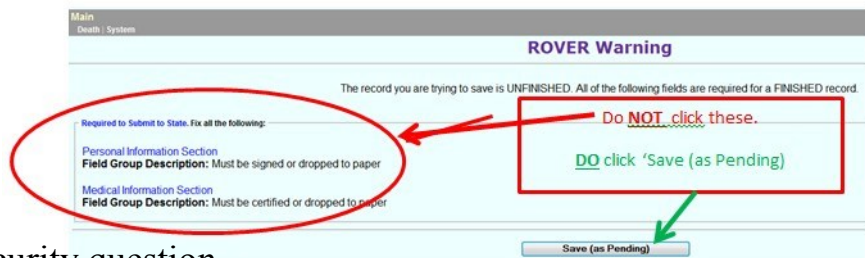 Main
Death | System
ROVER Warning
The record you are trying to save is UNFINISHED. All of the following fields are required for a FINISHED record.
Required to Submit to State. Fix all the following:
Do NOT click these.
Personal Information Section
Field Group Description: Must be signed or dropped to paper
DO click ‘Save (as Pending)
Medical Information Section
Field Group Description: Must be certified or dropped to paper
Save (as Pending)
question